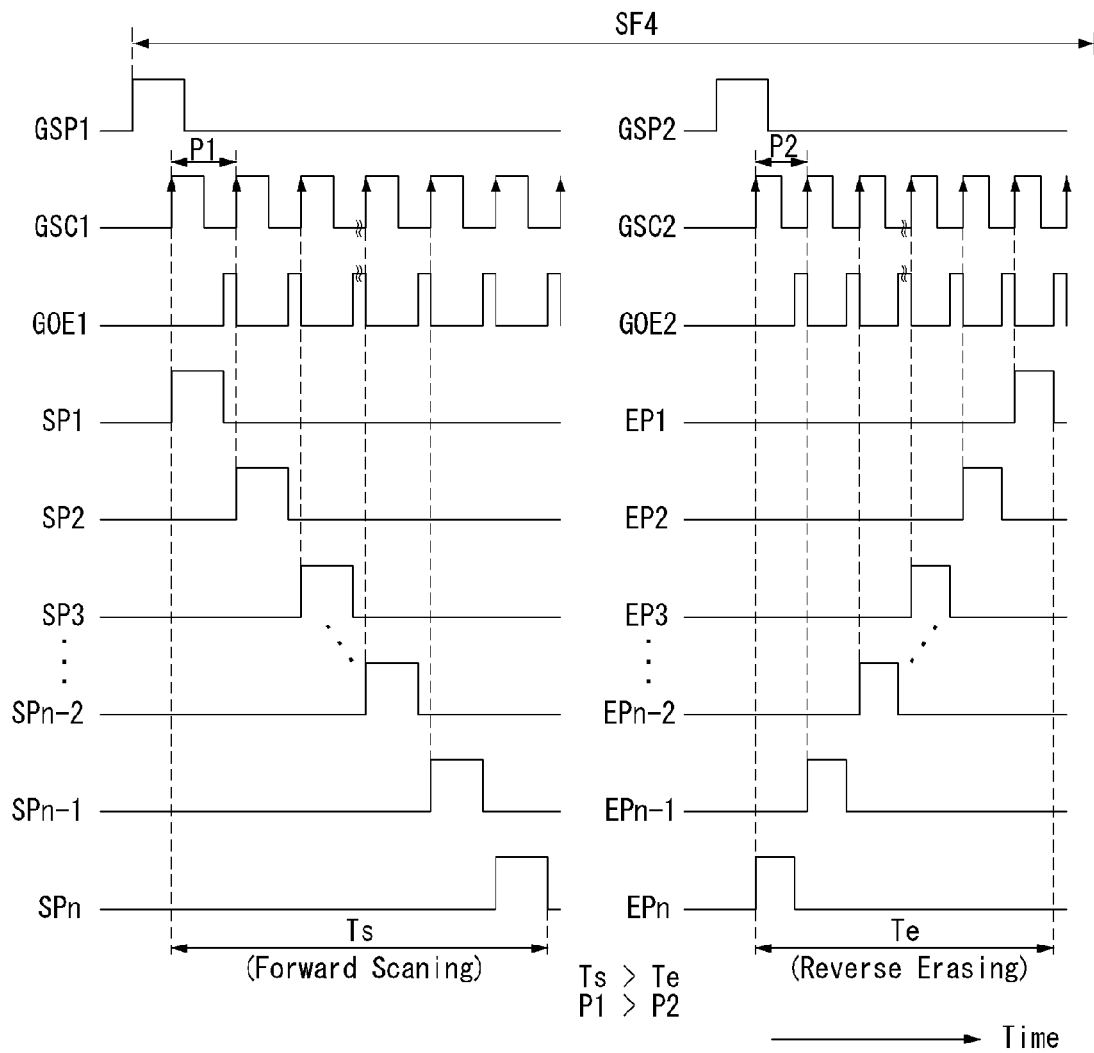 SF4
GSP1
GSP2
P1
P2
GSC1
GSC2
GOE1
GOE2
SP1
EP1
SP2
EP2
SP3
EP3
SPn-2
EPn-2
SPn-1
EPn-1
SPn
EPn
Ts
Te
(Forward Scaning)
(Reverse Erasing)
Ts > Te
P1 > P2
Time